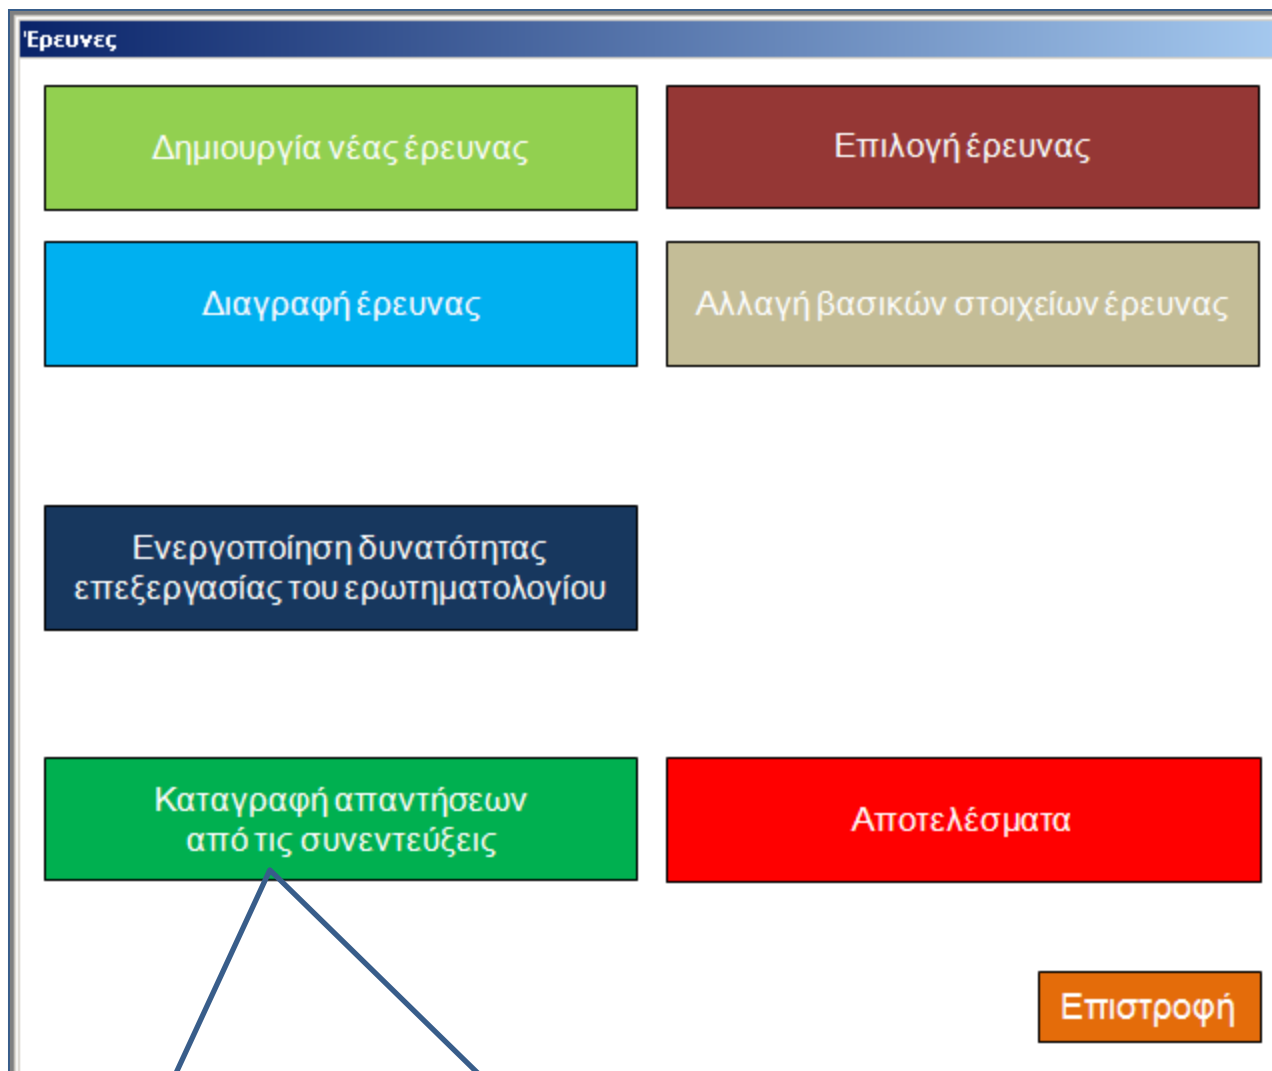 Έρευνες
Δημιουργία νέας έρευνας
Επιλογή έρευνας
Διαγραφή έρευνας
Αλλαγή βασικών στοιχείων έρευνας
Ενεργοποίηση δυνατότητας
επεξεργασίας του ερωτηματολογίου
Καταγραφή απαντήσεων
από τις συνεντεύξεις
Αποτελέσματα
Επιστροφή